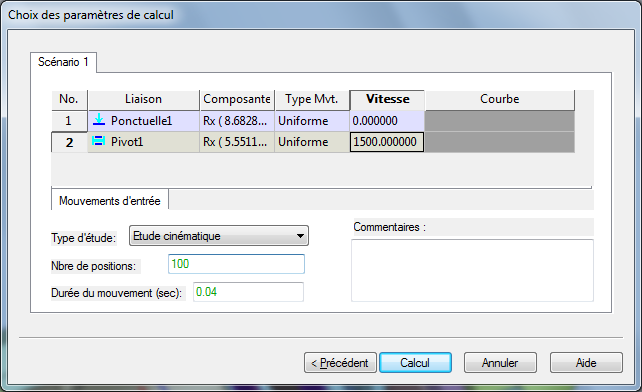 Choix des paramètres de calcul
Scénario 1
No. Liaison Composante Type Mvt. Vitesse Courbe
1 Ponctuelle1 Rx ( 8.6828... Uniforme 0.000000
2 Pivot1 Rx ( 5.5511... Uniforme 1500.000000
Mouvements d'entrée
Type d'étude: Etude cinématique
Commentaires :
Nbre de positions: 100
Durée du mouvement (sec): 0.04
< Précédent Calcul Annuler Aide